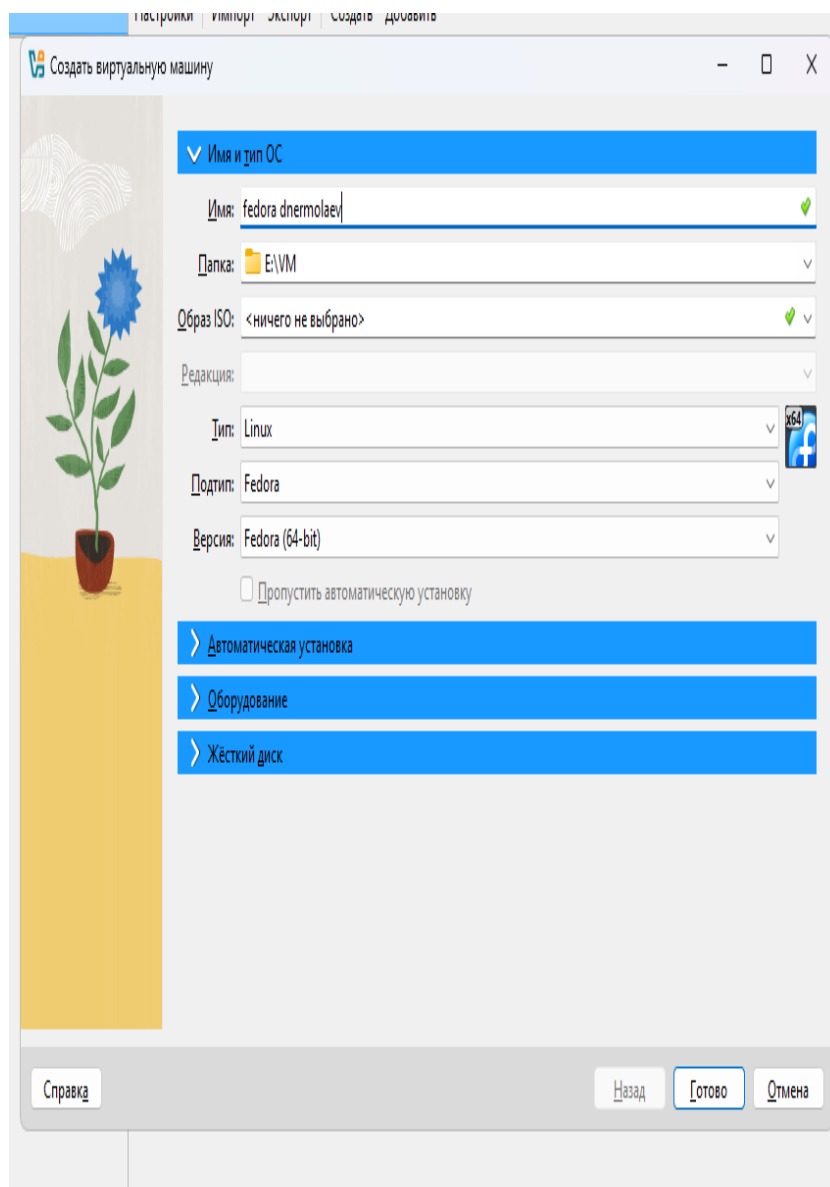 Настройки Импорт Экспорт Создать Добавить
Создать виртуальную машину
Имя и тип ОС
Имя: fedora dnermolaev
Папка: E:\VM
Образ ISO: <ничего не выбрано>
Редакция:
Тип: Linux
x64
Подтип: Fedora
Версия: Fedora (64-bit)
Пропустить автоматическую установку
Автоматическая установка
Оборудование
Жёсткий диск
Справка Назад Готово Отмена